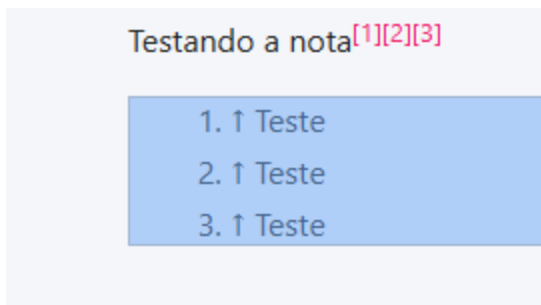 Testando a nota[1][2][3]
1. ↑ Teste
2. ↑ Teste
3. ↑ Teste